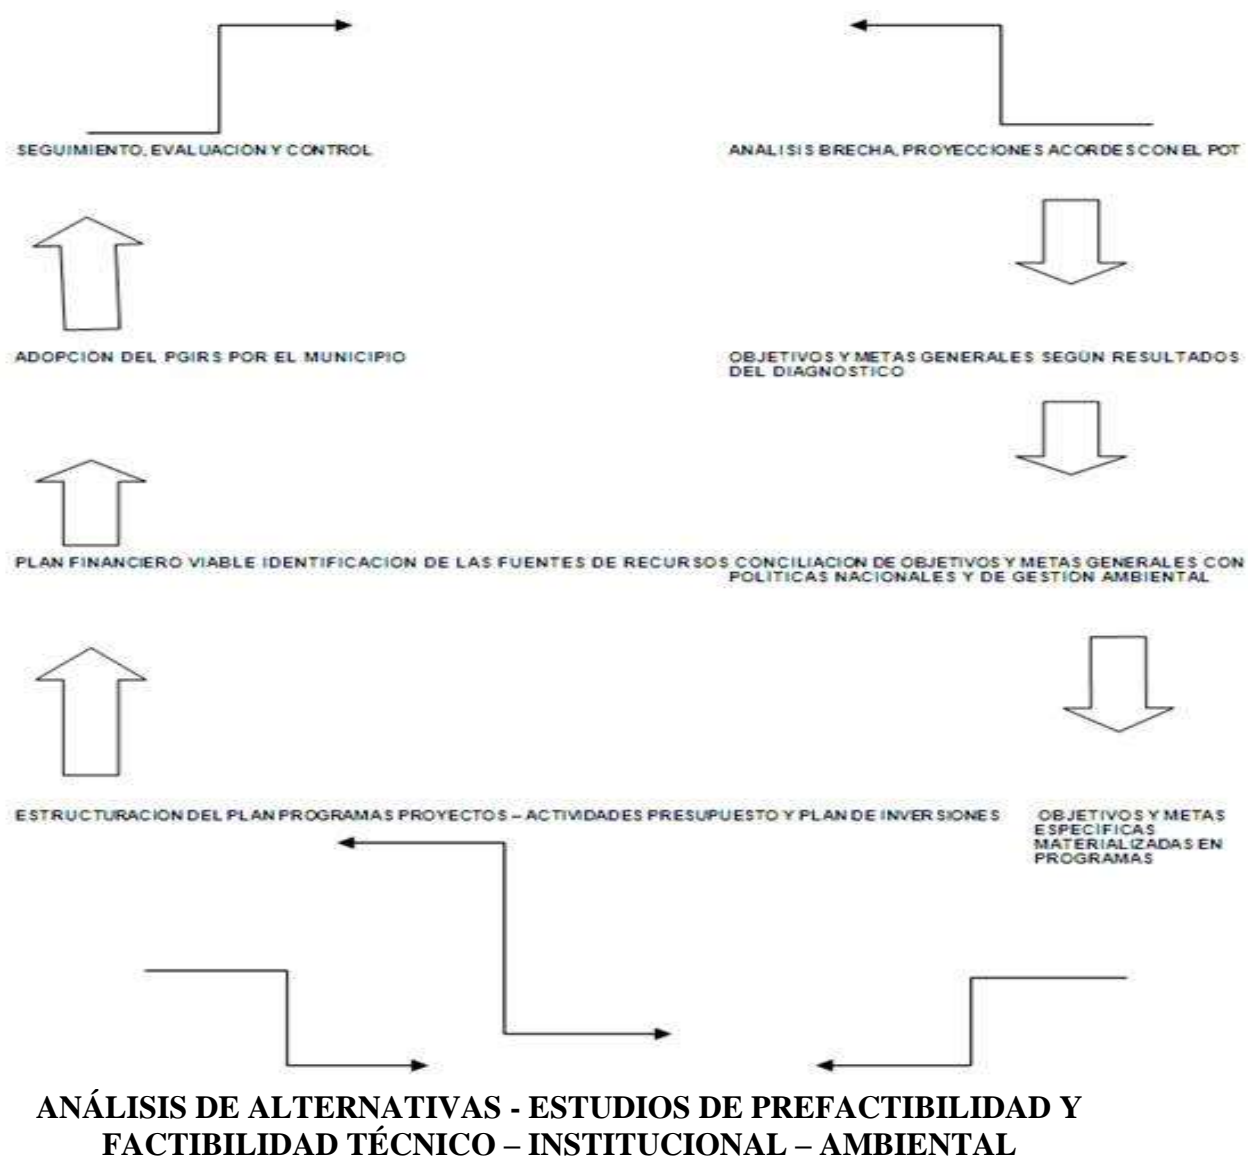 SEGUIMIENTO, EVALUACION Y CONTROL
ANALISIS BRECHA, PROYECCIONES ACORDES CON EL POT
ADOPCION DEL PGIRS POR EL MUNICIPIO
OBJETIVOS Y METAS GENERALES SEGÚN RESULTADOS
DEL DIAGNOSTICO
PLAN FINANCIERO VIABLE IDENTIFICACION DE LAS FUENTES DE RECURSOS
CONCILIACION DE OBJETIVOS Y METAS GENERALES CON
POLITICAS NACIONALES Y DE GESTION AMBIENTAL
ESTRUCTURACION DEL PLAN PROGRAMAS PROYECTOS – ACTIVIDADES PRESUPUESTO Y PLAN DE INVERSIONES
OBJETIVOS Y METAS
ESPECIFICAS
MATERIALIZADAS EN
PROGRAMAS
ANÁLISIS DE ALTERNATIVAS - ESTUDIOS DE PREFACTIBILIDAD Y
FACTIBILIDAD TÉCNICO – INSTITUCIONAL – AMBIENTAL